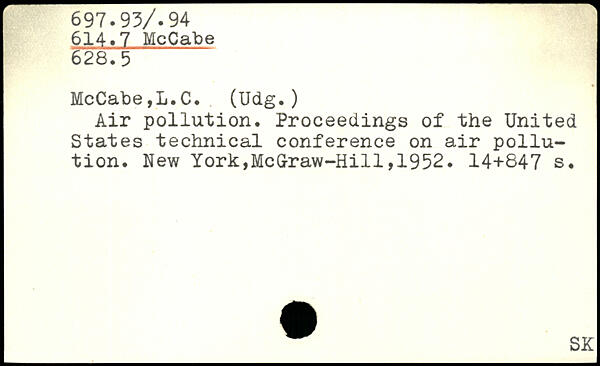 697.93/.94
614.7 McCabe
628.5
McCabe,L.C. (Udg.)
Air pollution. Proceedings of the United
States technical conference on air pollu-
tion. New York,McGraw-Hill,1952. 14+847 s.
SK